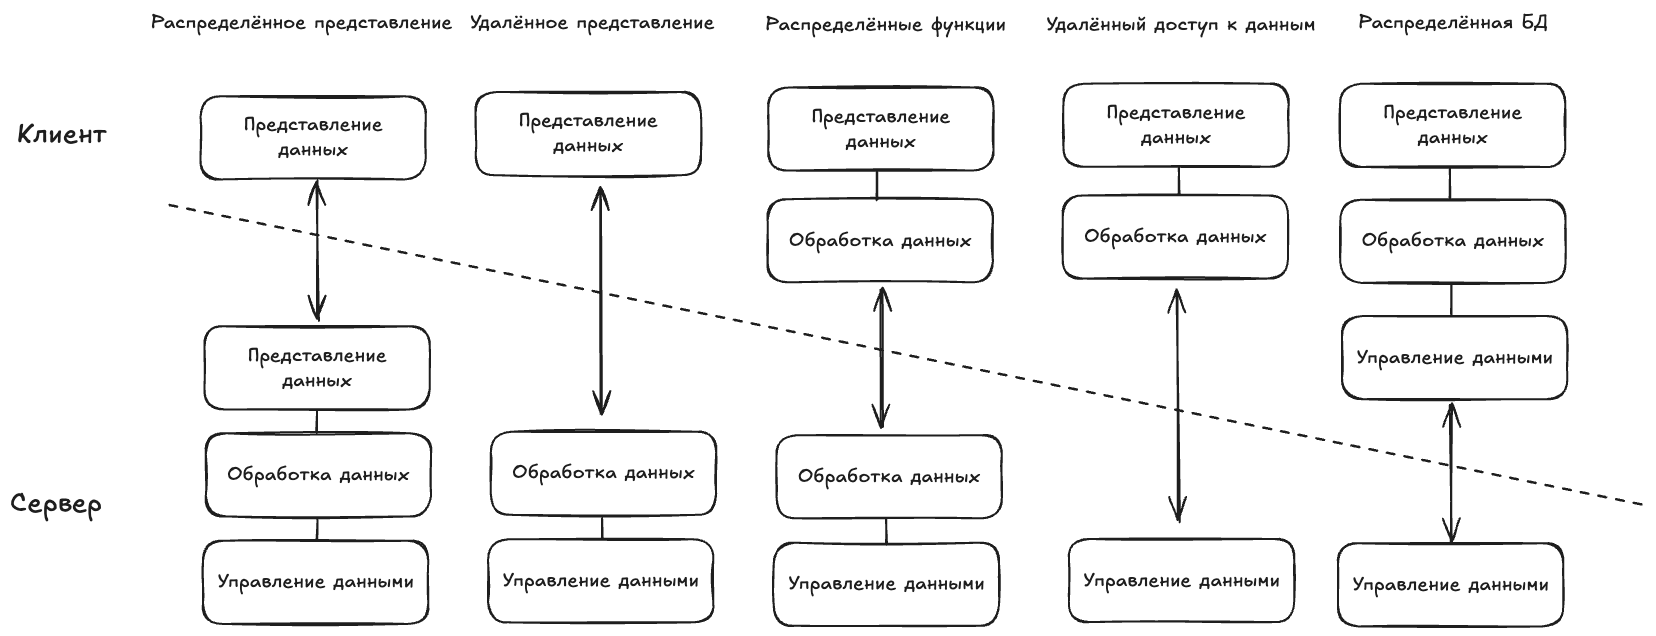 Распределённое представление
Удалённое представление
Распределённые функции
Удалённый доступ к данным
Распределённая БД
Клиент
Представление
данных
Представление
данных
Представление
данных
Представление
данных
Представление
данных
Обработка данных
Обработка данных
Обработка данных
Представление
данных
Управление данными
Сервер
Обработка данных
Обработка данных
Обработка данных
Управление данными
Управление данными
Управление данными
Управление данными
Управление данными